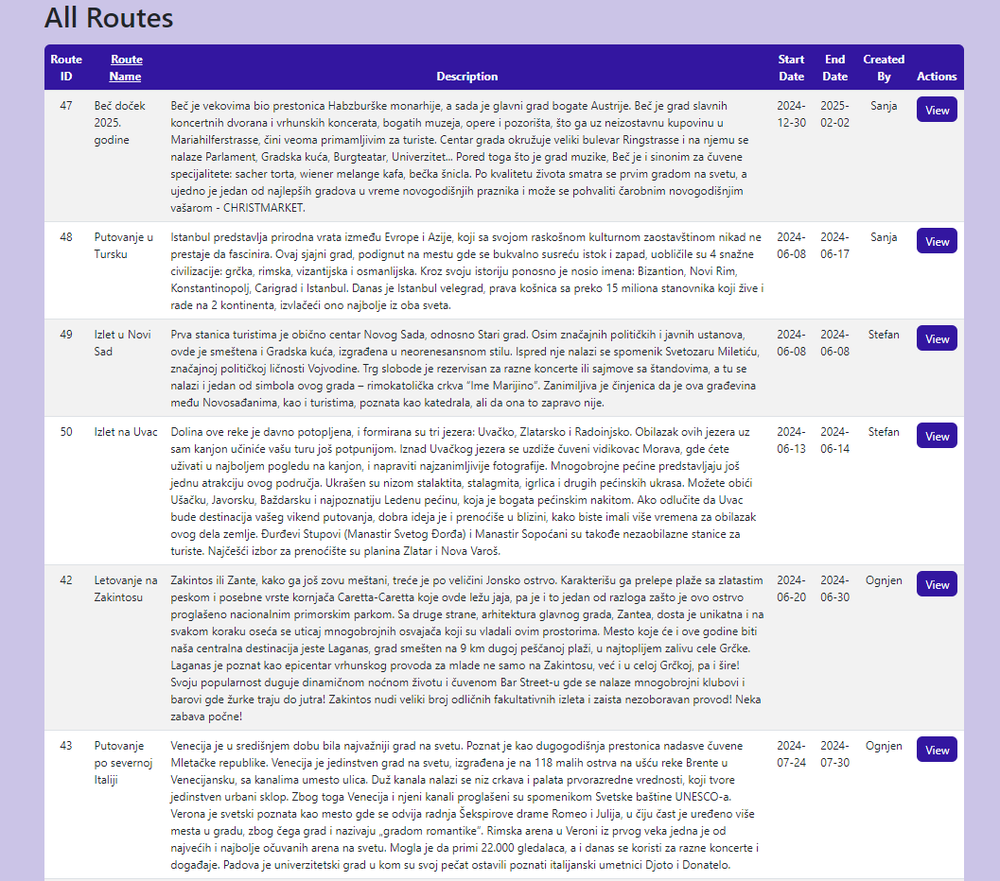 All Routes
Route ID
Route Name
Description
Start Date
End Date
Created By
Actions
47
Beč doček 2025. godine
Beč je vekovima bio prestonica Habzburške monarhije, a sada je glavni grad bogate Austrije. Beč je grad slavnih
koncertnih dvorana i vrhunskih koncerata, bogatih muzeja, opere i pozorišta, što ga uz neizostavnu kupovinu u
Mariahilferstrasse, čini veoma primamljivim za turiste. Centar grada okružuje veliki bulevar Ringstrasse i na njemu se
nalaze Parlament, Gradska kuća, Burgteatar, Univerzitet... Pored toga što je grad muzike, Beč je i sinonim za čuvene
specijalitete: sacher torta, wiener melange kafa, bečka šnicla. Po kvalitetu života smatra se prvim gradom na svetu, a
ujedno je jedan od najlepših gradova u vreme novogodišnjih praznika i može se pohvaliti čarobnim novogodišnjim
vašarom - CHRISTMARKET.
2024-12-30
2025-02-02
Sanja
View
48
Putovanje u Tursku
Istanbul predstavlja prirodna vrata između Evrope i Azije, koji sa svojom raskošnom kulturnom zaostavštinom nikad ne
prestaje da fascinira. Ovaj sjajni grad, podignut na mestu gde se bukvalno susreću istok i zapad, uobličile su 4 snažne
civilizacije: grčka, rimska, vizantijska i osmanlijska. Kroz svoju istoriju ponosno je nosio imena: Bizantion, Novi Rim,
Konstantinopolj, Carigrad i Istanbul. Danas je Istanbul velegrad, prava košnica sa preko 15 miliona stanovnika koji žive i
rade na 2 kontinenta, izvlačeći ono najbolje iz oba sveta.
2024-06-08
2024-06-17
Sanja
View
49
Izlet u Novi Sad
Prva stanica turistima je obično centar Novog Sada, odnosno Stari grad. Osim značajnih političkih i javnih ustanova,
ovde je smeštena i Gradska kuća, izgrađena u neorenesansnom stilu. Ispred nje nalazi se spomenik Svetozaru Miletiću,
značajnoj političkoj ličnosti Vojvodine. Trg slobode je rezervisan za razne koncerte ili sajmove sa štandovima, a tu se
nalazi i jedan od simbola ovog grada – rimokatolička crkva “Ime Marijino”. Zanimiljiva je činjenica da je ova građevina
među Novosađanima, kao i turistima, poznata kao katedrala, ali da ona to zapravo nije.
2024-06-08
2024-06-08
Stefan
View
50
Izlet na Uvac
Dolina ove reke je davno potopljena, i formirana su tri jezera: Uvačko, Zlatarsko i Radoinjsko. Obilazak ovih jezera uz
sam kanjon učiniće vašu turu još potpunijom. Iznad Uvačkog jezera se uzdiže čuveni vidikovac Morava, gde ćete
uživati u najboljem pogledu na kanjon, i napraviti najzanimljivije fotografije. Mnogobrojne pećine predstavljaju još
jednu atrakciju ovog područja. Ukrašen su nizom stalaktita, stalagmita, igrlica i drugih pećinskih ukrasa. Možete obići
Ušačku, Javorsku, Baždarsku i najpoznatiju Ledenu pećinu, koja je bogata pećinskim nakitom. Ako odlučite da Uvac
bude destinacija vašeg vikend putovanja, dobra ideja je i prenoćiše u blizini, kako biste imali više vremena za obilazak
ovog dela zemlje. Đurđevi Stupovi (Manastir Svetog Đorđa) i Manastir Sopoćani su takođe nezaobilazne stanice za
turiste. Najčešći izbor za prenoćište su planina Zlatar i Nova Varoš.
2024-06-13
2024-06-14
Stefan
View
42
Letovanje na Zakintosu
Zakintos ili Zante, kako ga još zovu meštani, treće je po veličini Jonsko ostrvo. Karakterišu ga prelepe plaže sa zlatastim
peskom i posebne vrste kornjača Caretta-Caretta koje ovde ležu jaja, pa je i to jedan od razloga zašto je ovo ostrvo
proglašeno nacionalnim primorskim parkom. Sa druge strane, arhitektura glavnog grada, Zantea, dosta je unikatna i na
svakom koraku oseća se uticaj mnogobrojnih osvajača koji su vladali ovim prostorima. Mesto koje će i ove godine biti
naša centralna destinacija jeste Laganas, grad smešten na 9 km dugoj peščanoj plaži, u najtoplijem zalivu cele Grčke.
Laganas je poznat kao epicentar vrhunskog provoda za mlade ne samo na Zakintosu, već i u celoj Grčkoj, pa i šire!
Svoju popularnost duguje dinamičnom noćnom životu i čuvenom Bar Street-u gde se nalaze mnogobrojni klubovi i
barovi gde žurke traju do jutra! Zakintos nudi veliki broj odličnih fakultativnih izleta i zaista nezoboravan provod! Neka
zabava počne!
2024-06-20
2024-06-30
Ognjen
View
43
Putovanje po severnoj Italiji
Venecija je u središnjem dobu bila najvažniji grad na svetu. Poznat je kao dugogodišnja prestonica nadasve čuvene
Mletačke republike. Venecija je jedinstven grad na svetu, izgrađena je na 118 malih ostrva na ušću reke Brente u
Venecijansku, sa kanalima umesto ulica. Duž kanala nalazi se niz crkava i palata prvorazredne vrednosti, koji tvore
jedinstven urbani sklop. Zbog toga Venecija i njeni kanali proglašeni su spomenikom Svetske baštine UNESCO-a.
Verona je svetski poznata kao mesto gde se odvija radnja Šekspirove drame Romeo i Julija, u čiju čast je uređeno više
mesta u gradu, zbog čega grad i nazivaju „gradom romantike“. Rimska arena u Veroni iz prvog veka jedna je od
najvećih i najbolje očuvanih arena na svetu. Mogla je da primi 22.000 gledalaca, a i danas se koristi za razne koncerte i
događaje. Padova je univerzitetski grad u kom su svoj pečat ostavili poznati italijanski umetnici Djoto i Donatelo.
2024-07-24
2024-07-30
Ognjen
View